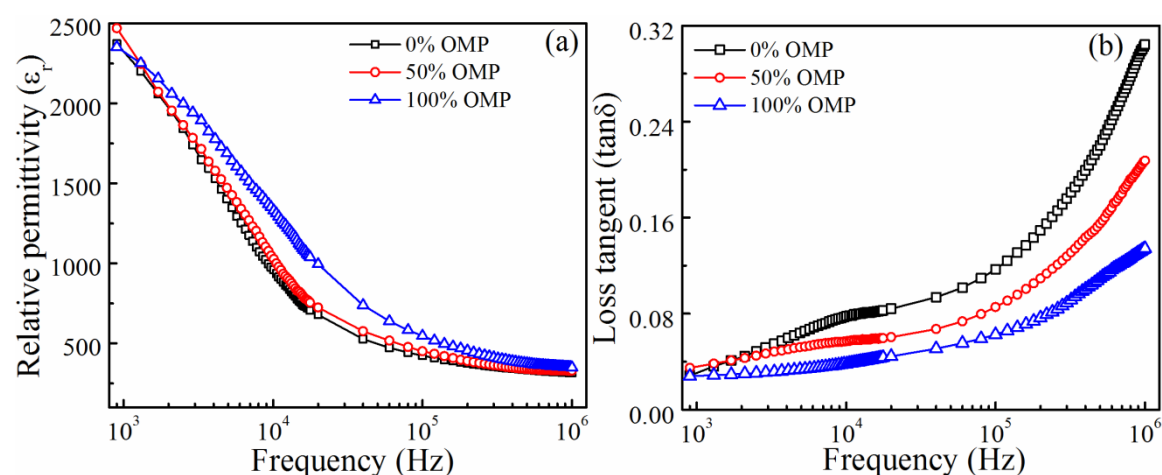 (a)
0% OMP
50% OMP
100% OMP
Relative permittivity (εr)
2500
2000
1500
1000
500
10³ 10⁴ 10⁵ 10⁶
Frequency (Hz)
(b)
0% OMP
50% OMP
100% OMP
Loss tangent (tanδ)
0.32
0.24
0.16
0.08
0.00
10³ 10⁴ 10⁵ 10⁶
Frequency (Hz)